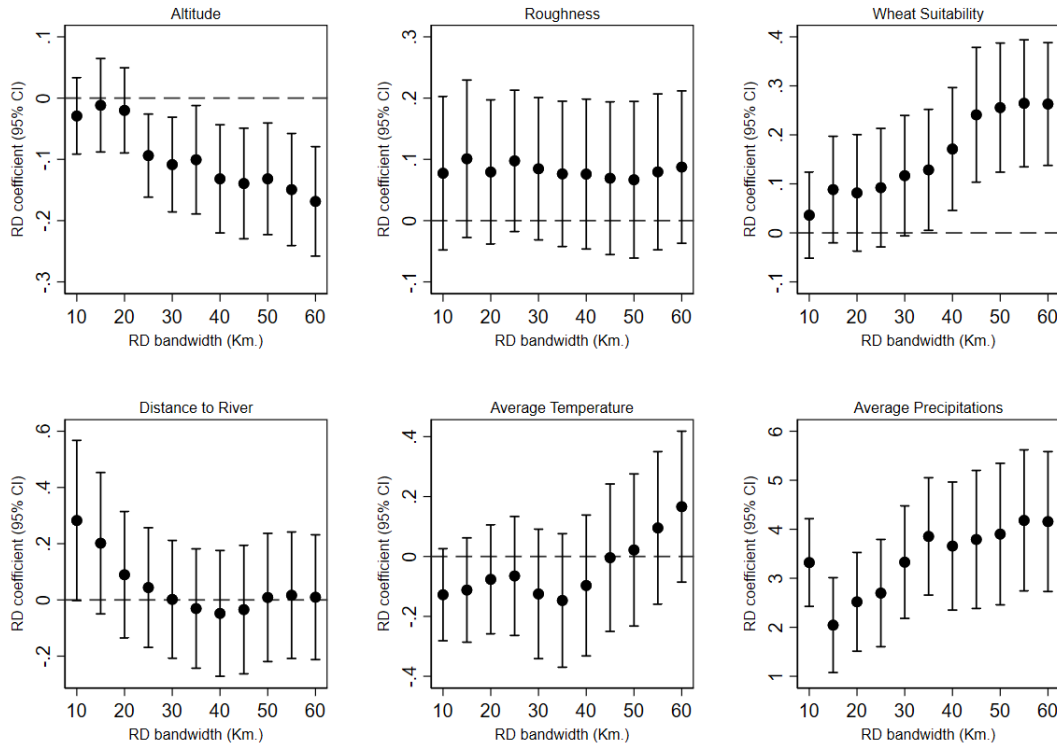 Altitude
RD coefficient (95% CI)
.1
0
-.1
-.2
-.3
10 20 30 40 50 60
RD bandwidth (Km.)
Roughness
RD coefficient (95% CI)
.3
.2
.1
0
-.1
10 20 30 40 50 60
RD bandwidth (Km.)
Wheat Suitability
RD coefficient (95% CI)
.4
.3
.2
.1
0
-.1
10 20 30 40 50 60
RD bandwidth (Km.)
Distance to River
RD coefficient (95% CI)
.6
.4
.2
0
-.2
10 20 30 40 50 60
RD bandwidth (Km.)
Average Temperature
RD coefficient (95% CI)
.4
.2
0
-.2
-.4
10 20 30 40 50 60
RD bandwidth (Km.)
Average Precipitations
RD coefficient (95% CI)
6
5
4
3
2
1
10 20 30 40 50 60
RD bandwidth (Km.)